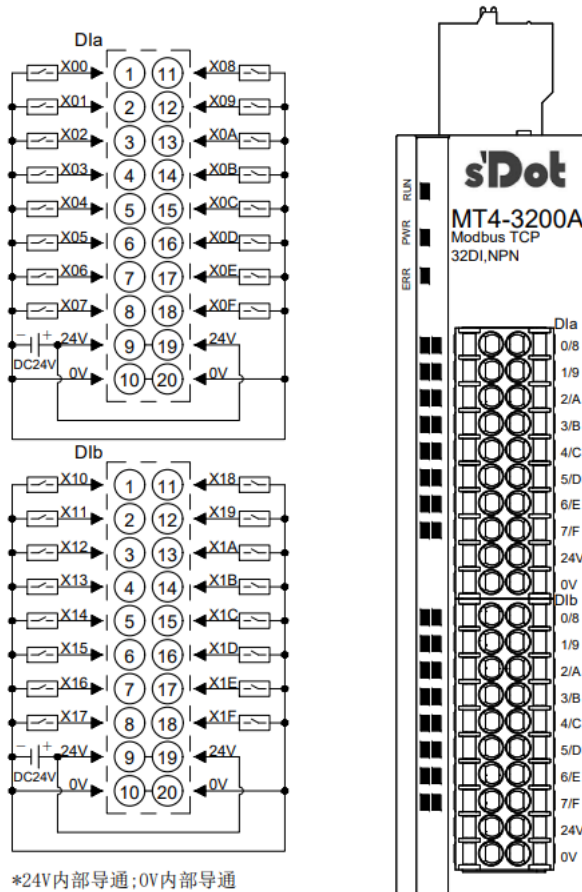 DIa
X00 1 11 X08
X01 2 12 X09
X02 3 13 X0A
X03 4 14 X0B
X04 5 15 X0C
X05 6 16 X0D
X06 7 17 X0E
X07 8 18 X0F
− + 24V 9 19 24V
DC24V
0V 10 20 0V
DIb
X10 1 11 X18
X11 2 12 X19
X12 3 13 X1A
X13 4 14 X1B
X14 5 15 X1C
X15 6 16 X1D
X16 7 17 X1E
X17 8 18 X1F
− + 24V 9 19 24V
DC24V
0V 10 20 0V
*24V内部导通;0V内部导通
s'Dot
RUN
PWR
ERR
MT4-3200A
Modbus TCP
32DI,NPN
DIa
0/8
1/9
2/A
3/B
4/C
5/D
6/E
7/F
24V
0V
DIb
0/8
1/9
2/A
3/B
4/C
5/D
6/E
7/F
24V
0V